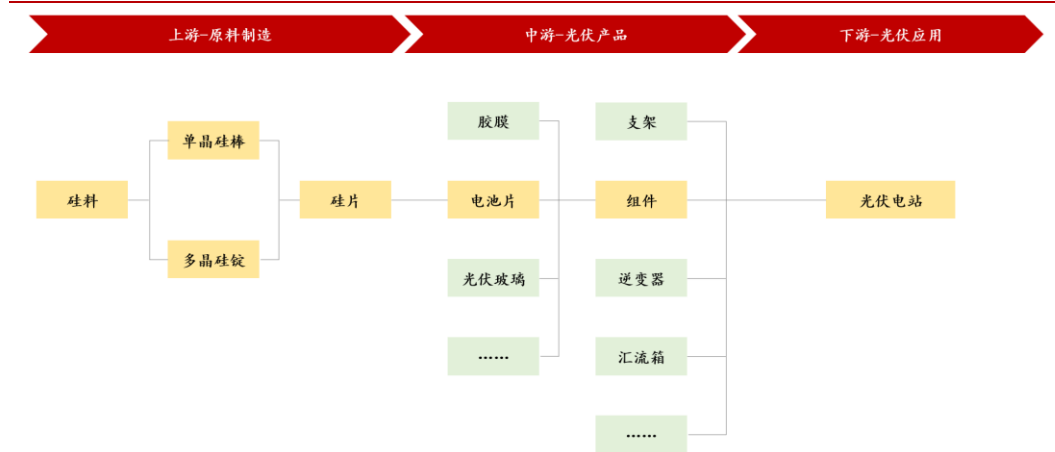 上游-原料制造
中游-光伏产品
下游-光伏应用
胶膜
支架
单晶硅棒
硅料
硅片
电池片
组件
光伏电站
多晶硅锭
光伏玻璃
逆变器
……
汇流箱
……